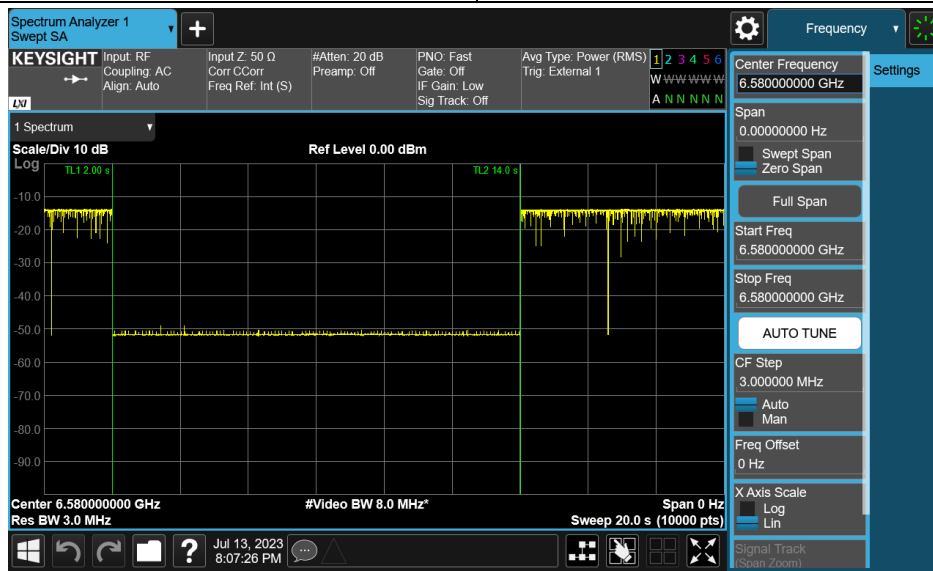 Spectrum Analyzer 1
Swept SA
Frequency
KEYSIGHT
LXI
Input: RF
Coupling: AC
Align: Auto
Input Z: 50 Ω
Corr CCorr
Freq Ref: Int (S)
#Atten: 20 dB
Preamp: Off
PNO: Fast
Gate: Off
IF Gain: Low
Sig Track: Off
Avg Type: Power (RMS)
Trig: External 1
1 2 3 4 5 6
W W W W W W
A N N N N N
1 Spectrum
Scale/Div 10 dB
Ref Level 0.00 dBm
Log
TL1 2.00 s
TL2 14.0 s
-10.0
-20.0
-30.0
-40.0
-50.0
-60.0
-70.0
-80.0
-90.0
Center 6.580000000 GHz
#Video BW 8.0 MHz*
Span 0 Hz
Res BW 3.0 MHz
Sweep 20.0 s (10000 pts)
Center Frequency
6.580000000 GHz
Settings
Span
0.00000000 Hz
Swept Span
Zero Span
Full Span
Start Freq
6.580000000 GHz
Stop Freq
6.580000000 GHz
AUTO TUNE
CF Step
3.000000 MHz
Auto
Man
Freq Offset
0 Hz
X Axis Scale
Log
Lin
Signal Track
(Span Zoom)
?
Jul 13, 2023
8:07:26 PM